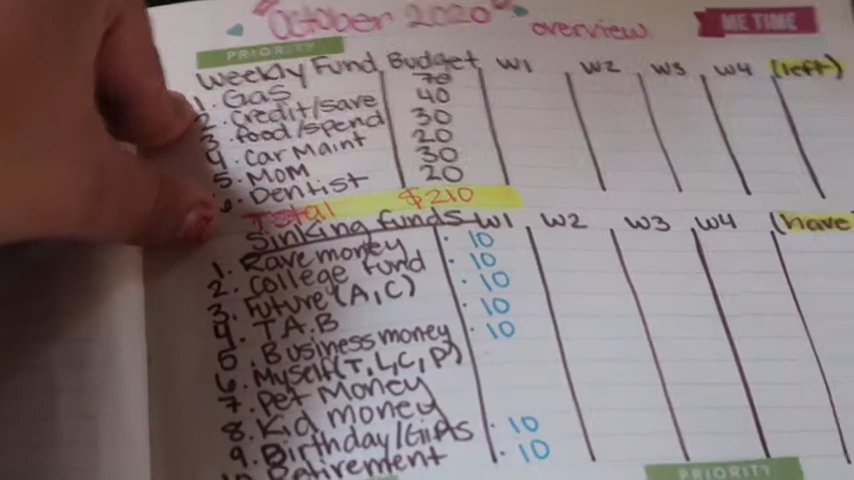 October 2020 overview
ME TIME
PRIORITY
Weekly Fund Budget W1 W2 W3 W4 (left)
1. Gas 70
2. Credit/save 40
3. Food/spend 30
4. Car Maint 20
5. Mom 30
6. Dentist 20
Total $210
Sinking Funds W1 W2 W3 W4 (have
1. Rave money 10
2. College Fund 10
3. Future (A,C) 10
4. T.A.B 10
5. Business money 10
6. Myself (T,L,C,P)
7. Pet Money
8. Kid money
9. Birthday/Gifts 10
10 Retirement 10
PRIORITY